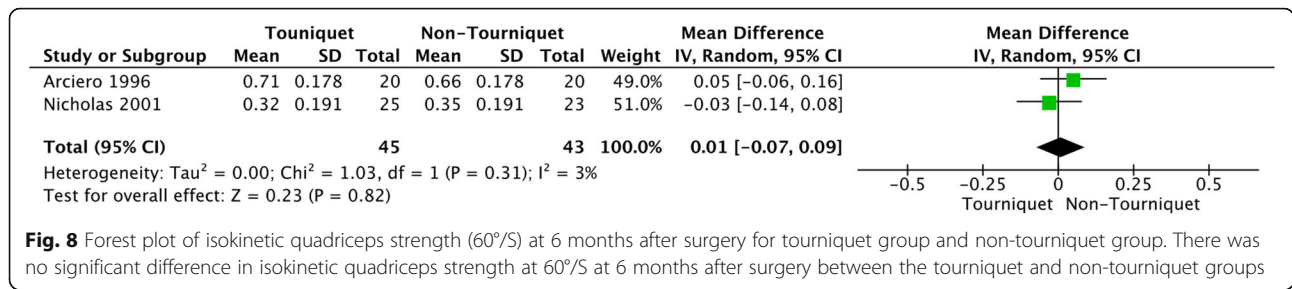 Touniquet Non-Tourniquet Mean Difference Mean Difference
Study or Subgroup Mean SD Total Mean SD Total Weight IV, Random, 95% CI IV, Random, 95% CI
Arciero 1996 0.71 0.178 20 0.66 0.178 20 49.0% 0.05 [-0.06, 0.16]
Nicholas 2001 0.32 0.191 25 0.35 0.191 23 51.0% -0.03 [-0.14, 0.08]
Total (95% CI) 45 43 100.0% 0.01 [-0.07, 0.09]
Heterogeneity: Tau² = 0.00; Chi² = 1.03, df = 1 (P = 0.31); I² = 3%
Test for overall effect: Z = 0.23 (P = 0.82)
-0.5 -0.25 0 0.25 0.5
Tourniquet Non-Tourniquet
Fig. 8 Forest plot of isokinetic quadriceps strength (60°/S) at 6 months after surgery for tourniquet group and non-tourniquet group. There was
no significant difference in isokinetic quadriceps strength at 60°/S at 6 months after surgery between the tourniquet and non-tourniquet groups